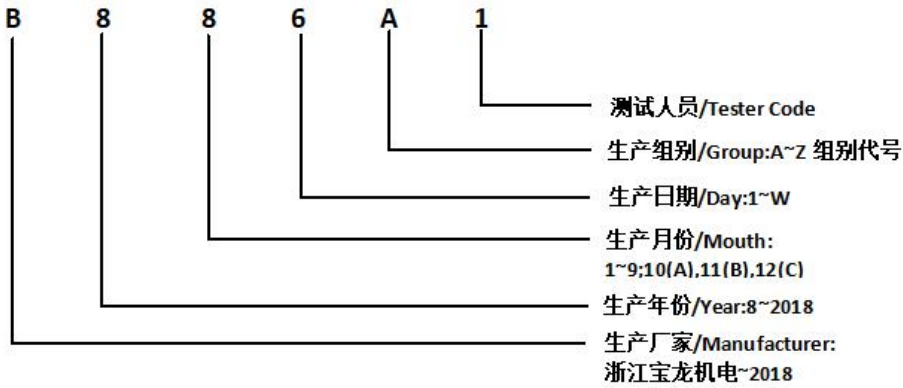 B 8 8 6 A 1
测试人员/Tester Code
生产组别/Group:A~Z 组别代号
生产日期/Day:1~W
生产月份/Mouth:
1~9;10(A),11(B),12(C)
生产年份/Year:8~2018
生产厂家/Manufacturer:
浙江宝龙机电~2018